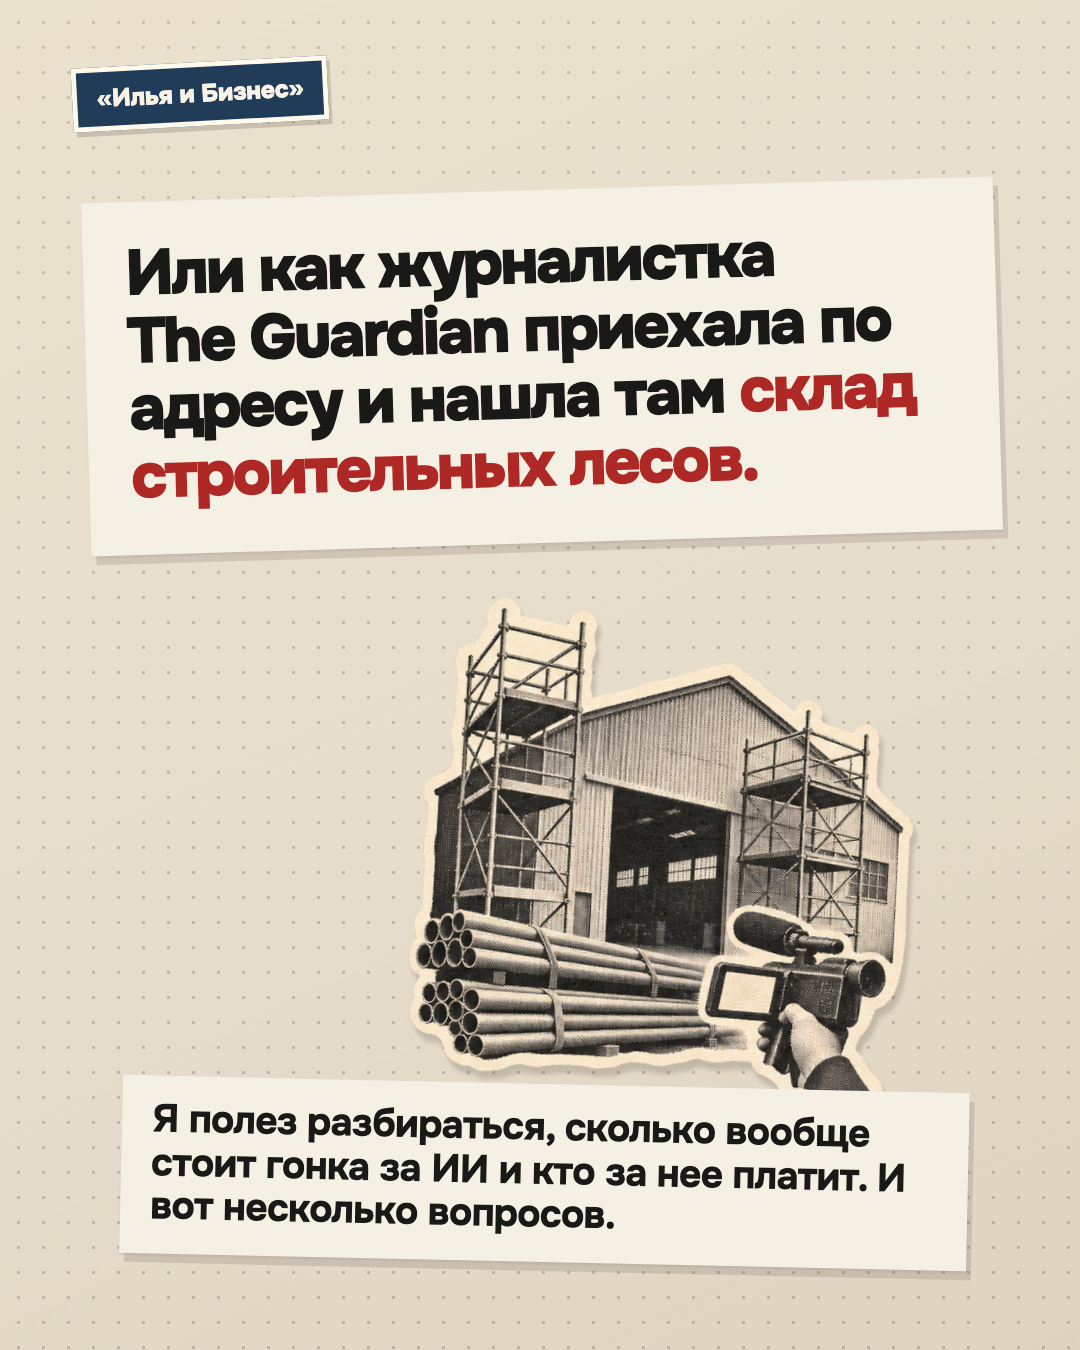 «Илья и Бизнес»
Или как журналистка
The Guardian приехала по
адресу и нашла там склад
строительных лесов.
Я полез разбираться, сколько вообще
стоит гонка за ИИ и кто за нее платит. И
вот несколько вопросов.